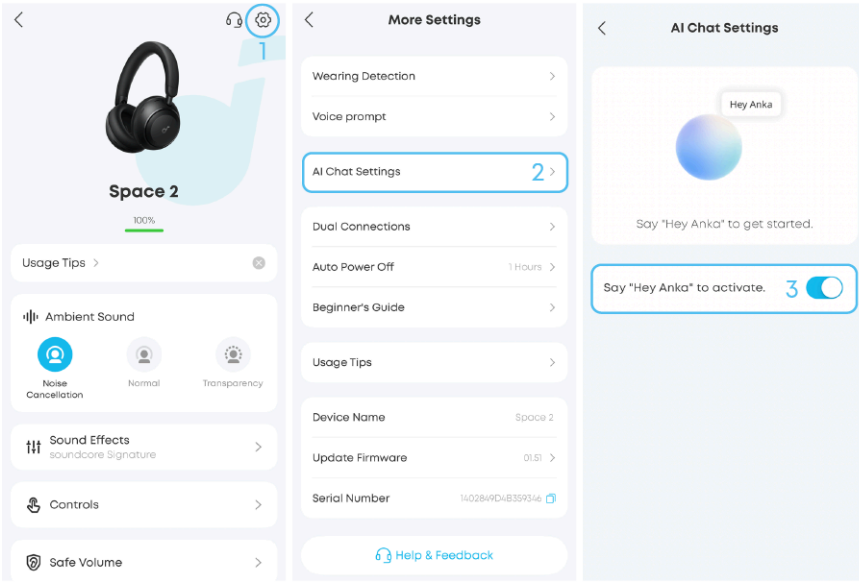 1
Space 2
100%
Usage Tips
Ambient Sound
Noise
Cancellation
Normal
Transparency
Sound Effects
soundcore Signature
Controls
Safe Volume
More Settings
Wearing Detection
Voice prompt
AI Chat Settings
2
Dual Connections
Auto Power Off
1 Hours
Beginner's Guide
Usage Tips
Device Name
Space 2
Update Firmware
01.51
Serial Number
1402849D4B359346
Help & Feedback
AI Chat Settings
Hey Anka
Say "Hey Anka" to get started.
Say "Hey Anka" to activate.
3